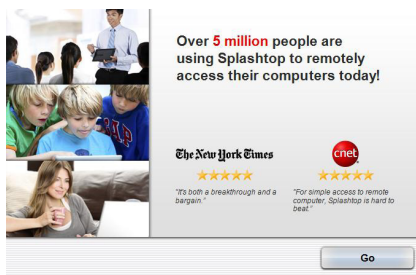 Over 5 million people are
using Splashtop to remotely
access their computers today!
The New York Times
cnet
"It's both a breakthrough and a
bargain."
"For simple access to remote
computer, Splashtop is hard to
beat."
Go